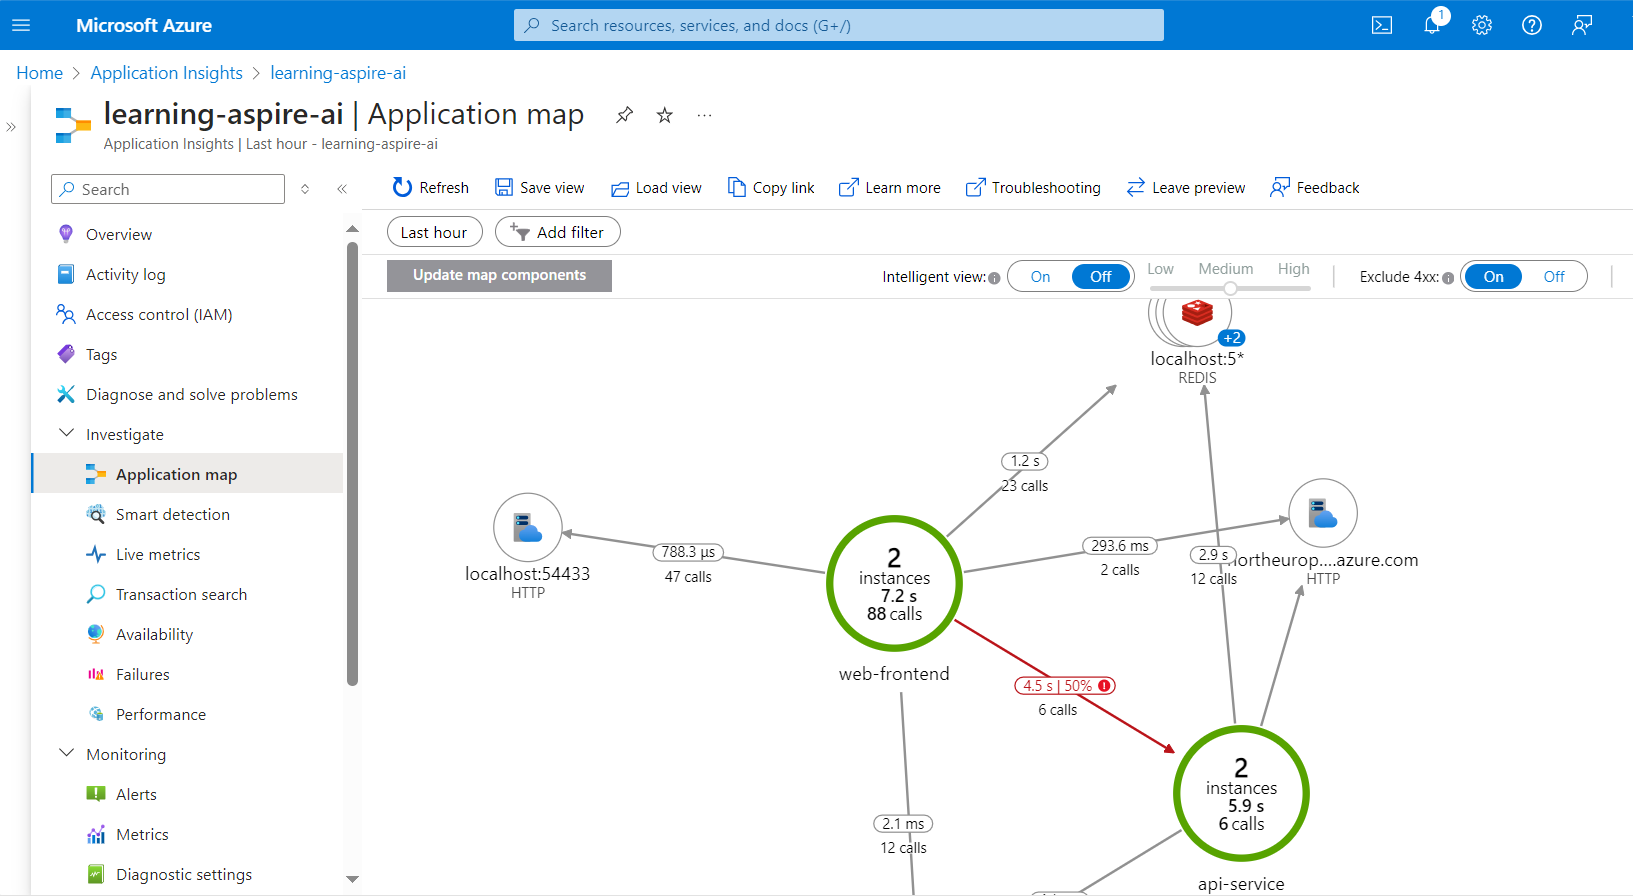 Microsoft Azure
Search resources, services, and docs (G+/)
1
Home > Application Insights > learning-aspire-ai
learning-aspire-ai | Application map
Application Insights | Last hour - learning-aspire-ai
Search
Refresh
Save view
Load view
Copy link
Learn more
Troubleshooting
Leave preview
Feedback
Last hour
Add filter
Update map components
Intelligent view:
On
Off
Low
Medium
High
Exclude 4xx:
On
Off
Overview
Activity log
Access control (IAM)
Tags
Diagnose and solve problems
Investigate
Application map
Smart detection
Live metrics
Transaction search
Availability
Failures
Performance
Monitoring
Alerts
Metrics
Diagnostic settings
+2
localhost:5*
REDIS
1.2 s
23 calls
localhost:54433
HTTP
788.3 µs
47 calls
2
instances
7.2 s
88 calls
web-frontend
293.6 ms
2 calls
2.9 s
12 calls
northeurop....azure.com
HTTP
4.5 s | 50%
6 calls
2
instances
5.9 s
6 calls
api-service
2.1 ms
12 calls